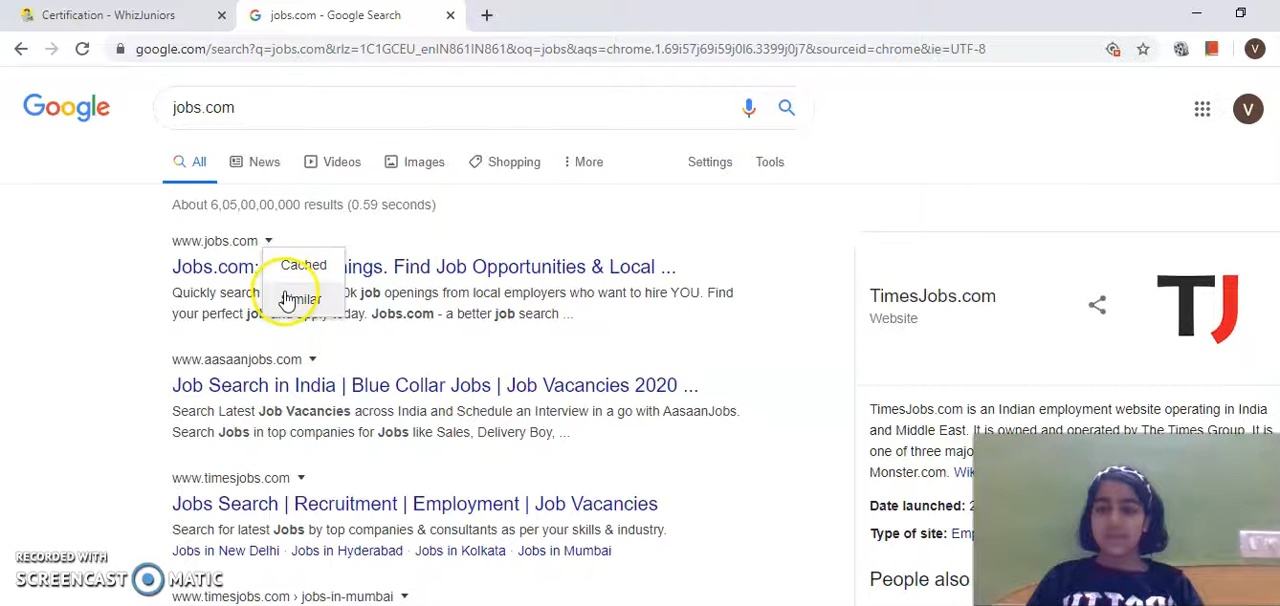 Certification - WhizJuniors
jobs.com - Google Search
google.com/search?q=jobs.com&rlz=1C1GCEU_enIN861IN861&oq=jobs&aqs=chrome.1.69i57j69i59j0l6.3399j0j7&sourceid=chrome&ie=UTF-8
V
Google
jobs.com
V
All
News
Videos
Images
Shopping
More
Settings
Tools
About 6,05,00,00,000 results (0.59 seconds)
www.jobs.com
Cached
Jobs.com: nings. Find Job Opportunities & Local ...
Similar
Quickly search 0k job openings from local employers who want to hire YOU. Find
your perfect job and apply today. Jobs.com - a better job search ...
www.aasaanjobs.com
Job Search in India | Blue Collar Jobs | Job Vacancies 2020 ...
Search Latest Job Vacancies across India and Schedule an Interview in a go with AasaanJobs.
Search Jobs in top companies for Jobs like Sales, Delivery Boy, ...
www.timesjobs.com
Jobs Search | Recruitment | Employment | Job Vacancies
Search for latest Jobs by top companies & consultants as per your skills & industry.
Jobs in New Delhi · Jobs in Hyderabad · Jobs in Kolkata · Jobs in Mumbai
www.timesjobs.com › jobs-in-mumbai
TimesJobs.com
Website
TJ
TimesJobs.com is an Indian employment website operating in India
and Middle East. It is owned and operated by The Times Group. It is
one of three majo
Monster.com. Wik
Date launched: 2
Type of site: Emp
People also
RECORDED WITH
SCREENCAST MATIC